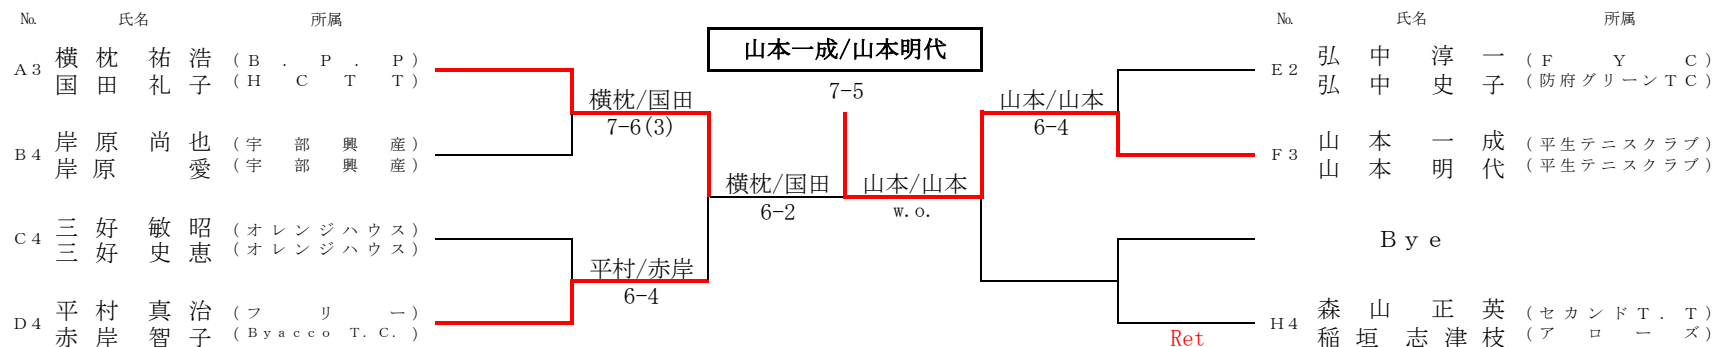 № 氏名 所属
A3 横枕 祐浩 (B.P.P)
国田 礼子 (HCTT)
B4 岸原 尚也 (宇部興産)
岸原 愛 (宇部興産)
C4 三好 敏昭 (オレンジハウス)
三好 史恵 (オレンジハウス)
D4 平村 真治 (フリー)
赤岸 智子 (Byacco T.C.)
横枕/国田
7-6(3)
平村/赤岸
6-4
横枕/国田
6-2
山本一成/山本明代
7-5
山本/山本
w.o.
山本/山本
6-4
№ 氏名 所属
E2 弘中 淳一 (FYC)
弘中 史子 (防府グリーンTC)
F3 山本 一成 (平生テニスクラブ)
山本 明代 (平生テニスクラブ)
Bye
H4 森山 正英 (セカンドT.T)
稲垣 志津枝 (アローズ)
Ret